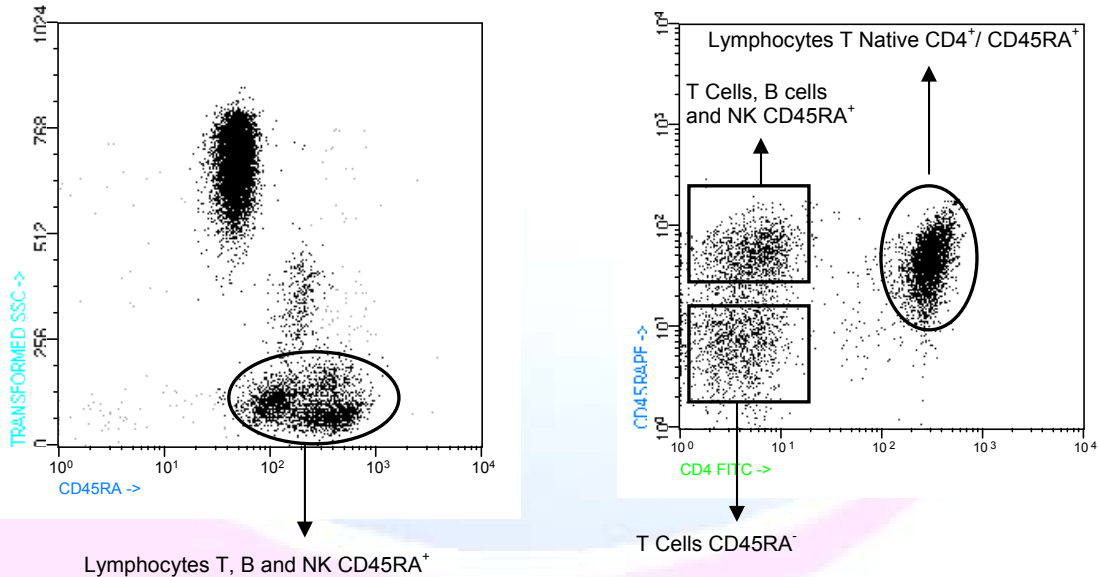 1024
768
512
256
0
TRANSFORMED SSC ->
10⁰ 10¹ 10² 10³ 10⁴
CD45RA ->
Lymphocytes T, B and NK CD45RA⁺
Lymphocytes T Native CD4⁺/ CD45RA⁺
T Cells, B cells
and NK CD45RA⁺
10⁴
10³
10²
10¹
10⁰
CD45RAPE ->
10⁰ 10¹ 10² 10³ 10⁴
CD4 FITC ->
T Cells CD45RA⁻